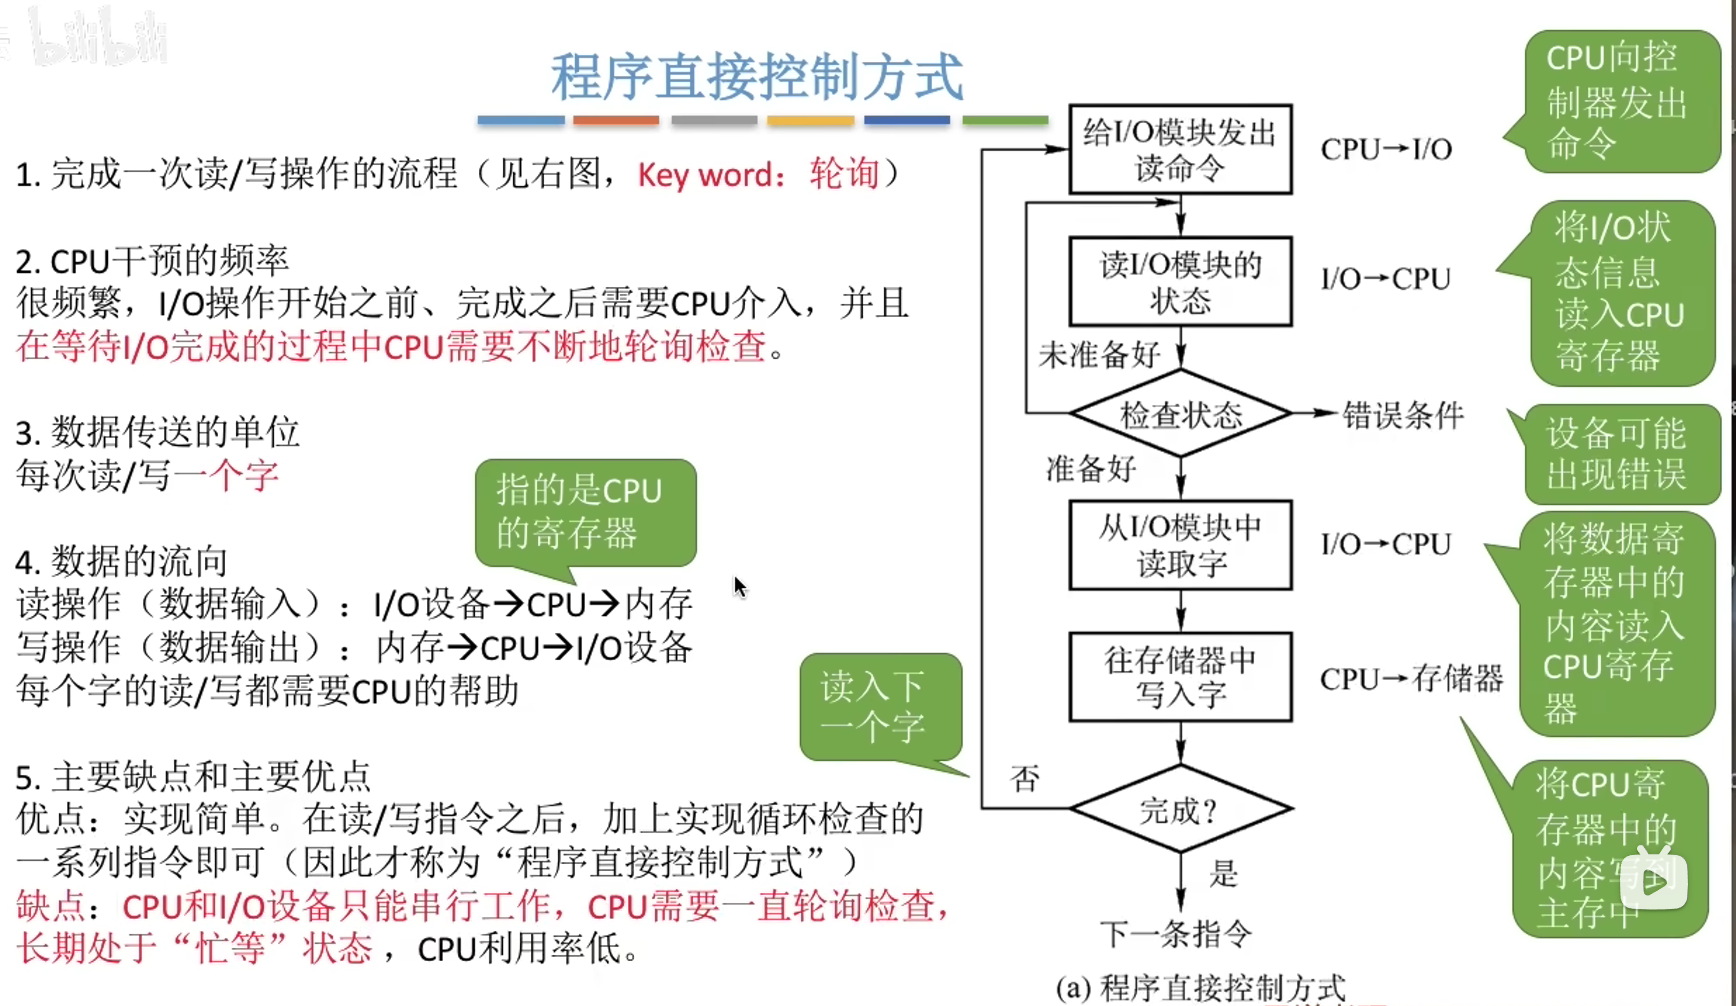 bilibili
程序直接控制方式
1. 完成一次读/写操作的流程（见右图，Key word：轮询）
2. CPU干预的频率
很频繁，I/O操作开始之前、完成之后需要CPU介入，并且
在等待I/O完成的过程中CPU需要不断地轮询检查。
3. 数据传送的单位
每次读/写一个字
指的是CPU
的寄存器
4. 数据的流向
读操作（数据输入）：I/O设备→CPU→内存
写操作（数据输出）：内存→CPU→I/O设备
每个字的读/写都需要CPU的帮助
5. 主要缺点和主要优点
优点：实现简单。在读/写指令之后，加上实现循环检查的
一系列指令即可（因此才称为“程序直接控制方式”）
缺点：CPU和I/O设备只能串行工作，CPU需要一直轮询检查，
长期处于“忙等”状态，CPU利用率低。
给I/O模块发出
读命令
CPU→I/O
CPU向控
制器发出
命令
读I/O模块的
状态
I/O→CPU
将I/O状
态信息
读入CPU
寄存器
未准备好
检查状态
错误条件
设备可能
出现错误
准备好
从I/O模块中
读取字
I/O→CPU
将数据寄
存器中的
内容读入
CPU寄存
器
往存储器中
写入字
CPU→存储器
将CPU寄
存器中的
内容写到
主存中
读入下
一个字
否
完成？
是
下一条指令
(a) 程序直接控制方式